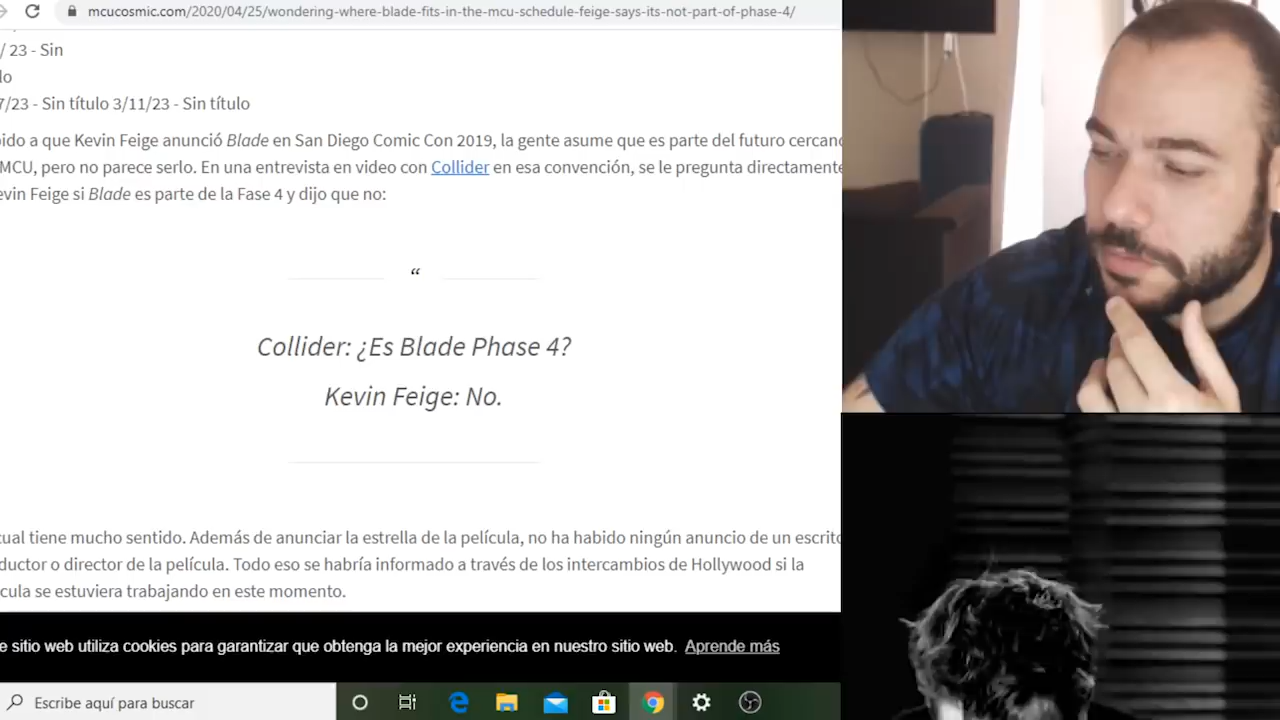 mcucosmic.com/2020/04/25/wondering-where-blade-fits-in-the-mcu-schedule-feige-says-its-not-part-of-phase-4/
/ 23 - Sin
lo
7/23 - Sin título 3/11/23 - Sin título
ido a que Kevin Feige anunció Blade en San Diego Comic Con 2019, la gente asume que es parte del futuro cercano
MCU, pero no parece serlo. En una entrevista en video con Collider en esa convención, se le pregunta directamente
evin Feige si Blade es parte de la Fase 4 y dijo que no:
“
Collider: ¿Es Blade Phase 4?
Kevin Feige: No.
cual tiene mucho sentido. Además de anunciar la estrella de la película, no ha habido ningún anuncio de un escrito
ductor o director de la película. Todo eso se habría informado a través de los intercambios de Hollywood si la
cula se estuviera trabajando en este momento.
e sitio web utiliza cookies para garantizar que obtenga la mejor experiencia en nuestro sitio web. Aprende más
Escribe aquí para buscar